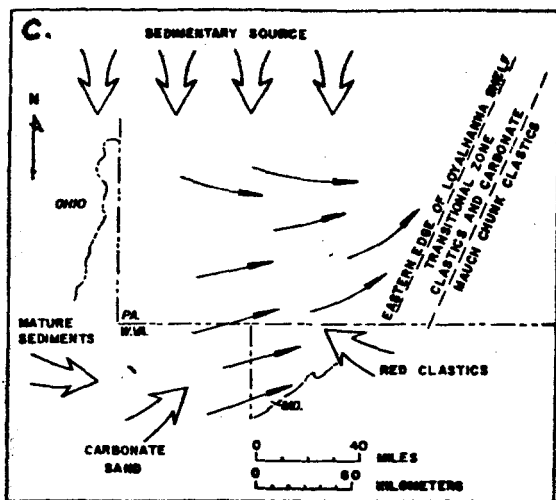 C.
SEDIMENTARY SOURCE
N
OHIO
EASTERN EDGE OF LOYALHANNA SHELF
TRANSITIONAL ZONE
CLASTICS AND CARBONATE
MAUCH CHUNK CLASTICS
PA.
W.VA.
MATURE
SEDIMENTS
RED CLASTICS
MD.
CARBONATE
SAND
0 40
MILES
0 60
KILOMETERS